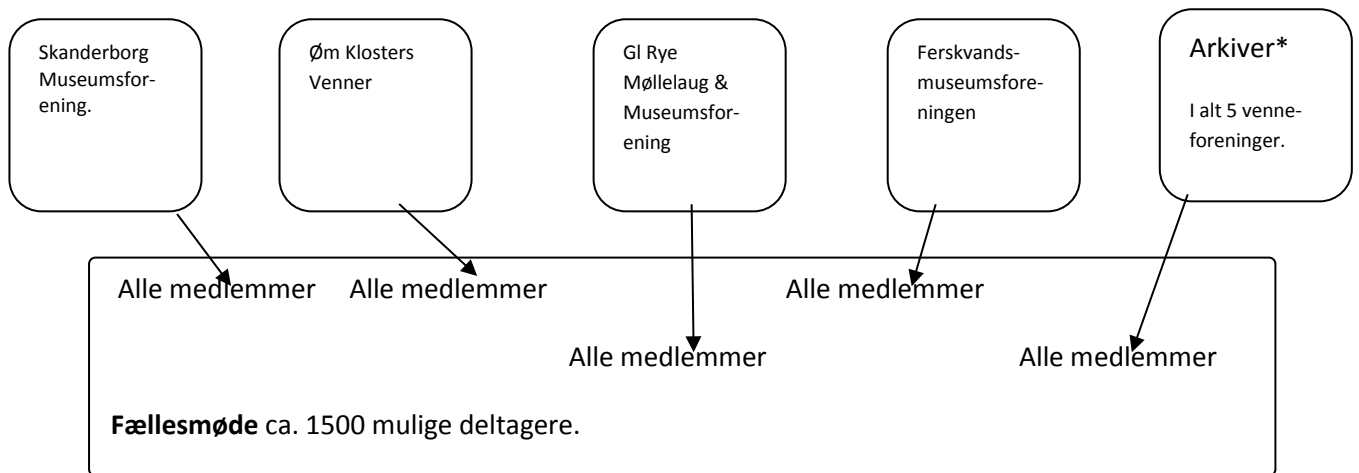 Skanderborg
Museumsfor-
ening.
Øm Klosters
Venner
Gl Rye
Møllelaug &
Museumsfor-
ening
Ferskvands-
museumsfore-
ningen
Arkiver*
I alt 5 venne-
foreninger.
Alle medlemmer
Alle medlemmer
Alle medlemmer
Alle medlemmer
Alle medlemmer
Fællesmøde ca. 1500 mulige deltagere.